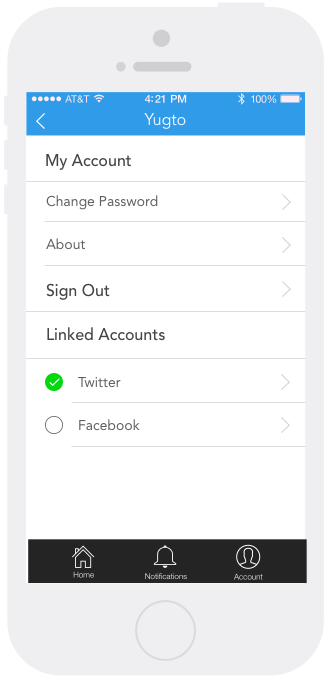 AT&T 4:21 PM 100%
Yugto
My Account
Change Password
About
Sign Out
Linked Accounts
Twitter
Facebook
Home Notifications Account